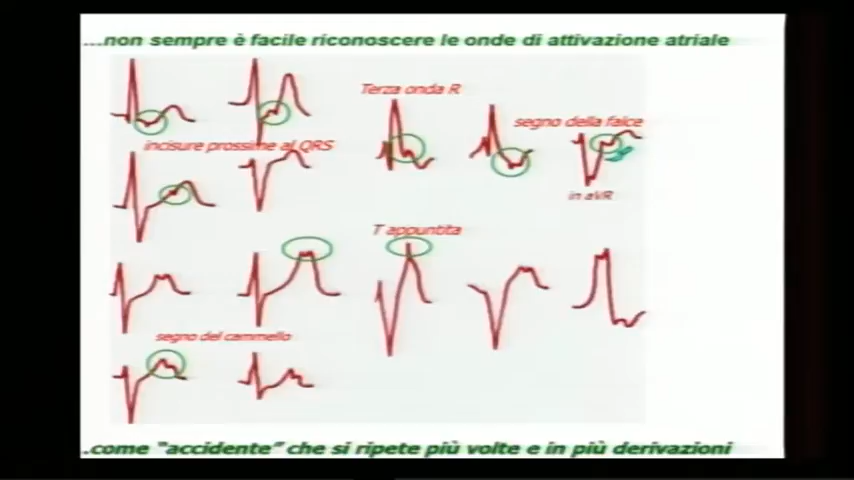 ...non sempre è facile riconoscere le onde di attivazione atriale
Terza onda R
segno della falce
incisure prossime al QRS
in aVR
T appuntita
segno del cammello
..come "accidente" che si ripete più volte e in più derivazioni